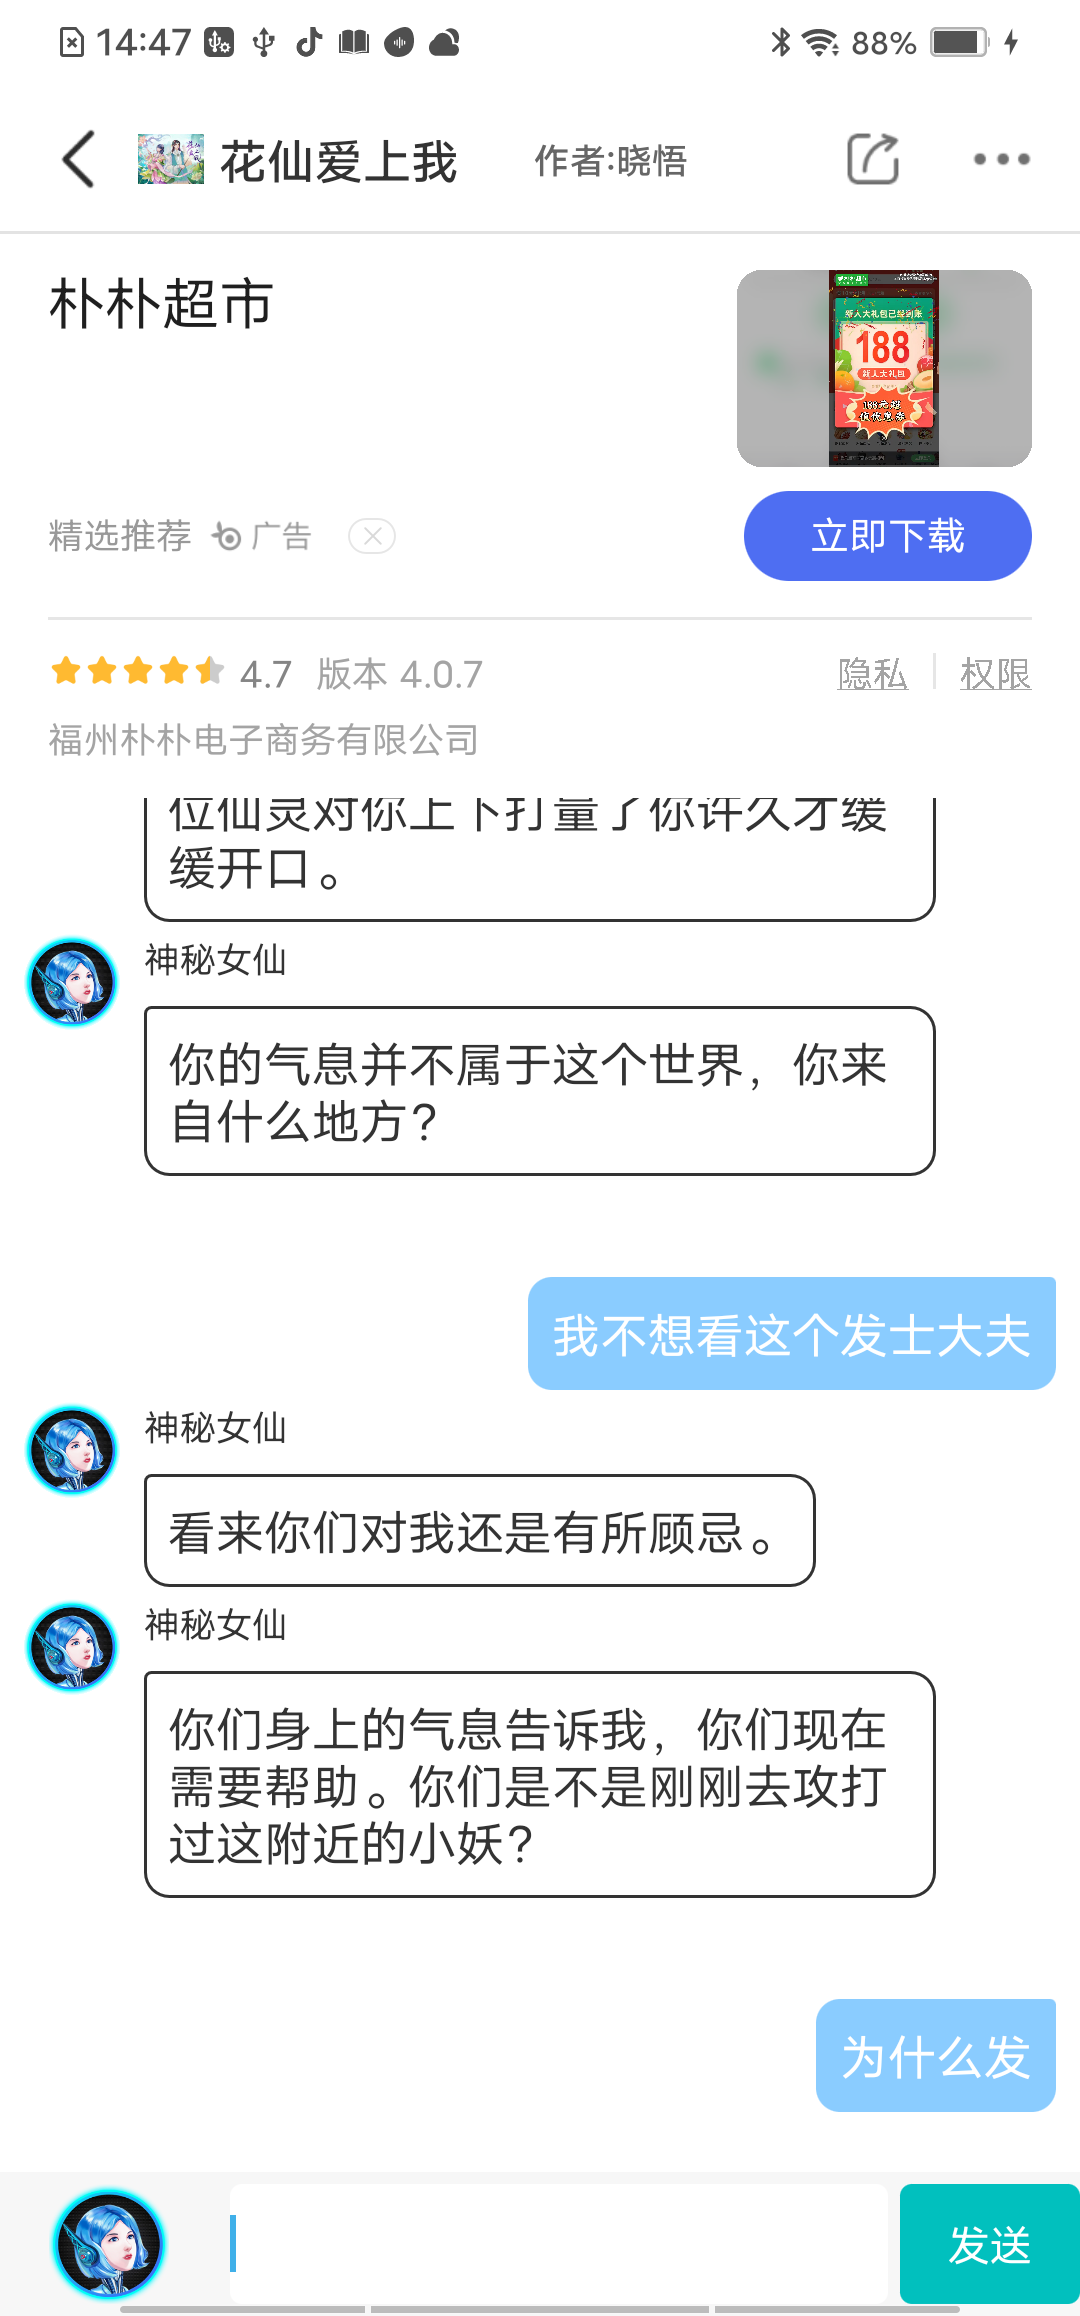 14:47
88%
花仙爱上我
作者:晓悟
朴朴超市
新人大礼包已经到账
188
新人大礼包
精选推荐
广告
立即下载
4.7 版本 4.0.7
隐私
权限
福州朴朴电子商务有限公司
位仙灵对你上下打量了你许久才缓
缓开口。
神秘女仙
你的气息并不属于这个世界，你来
自什么地方？
我不想看这个发士大夫
神秘女仙
看来你们对我还是有所顾忌。
神秘女仙
你们身上的气息告诉我，你们现在
需要帮助。你们是不是刚刚去攻打
过这附近的小妖？
为什么发
发送